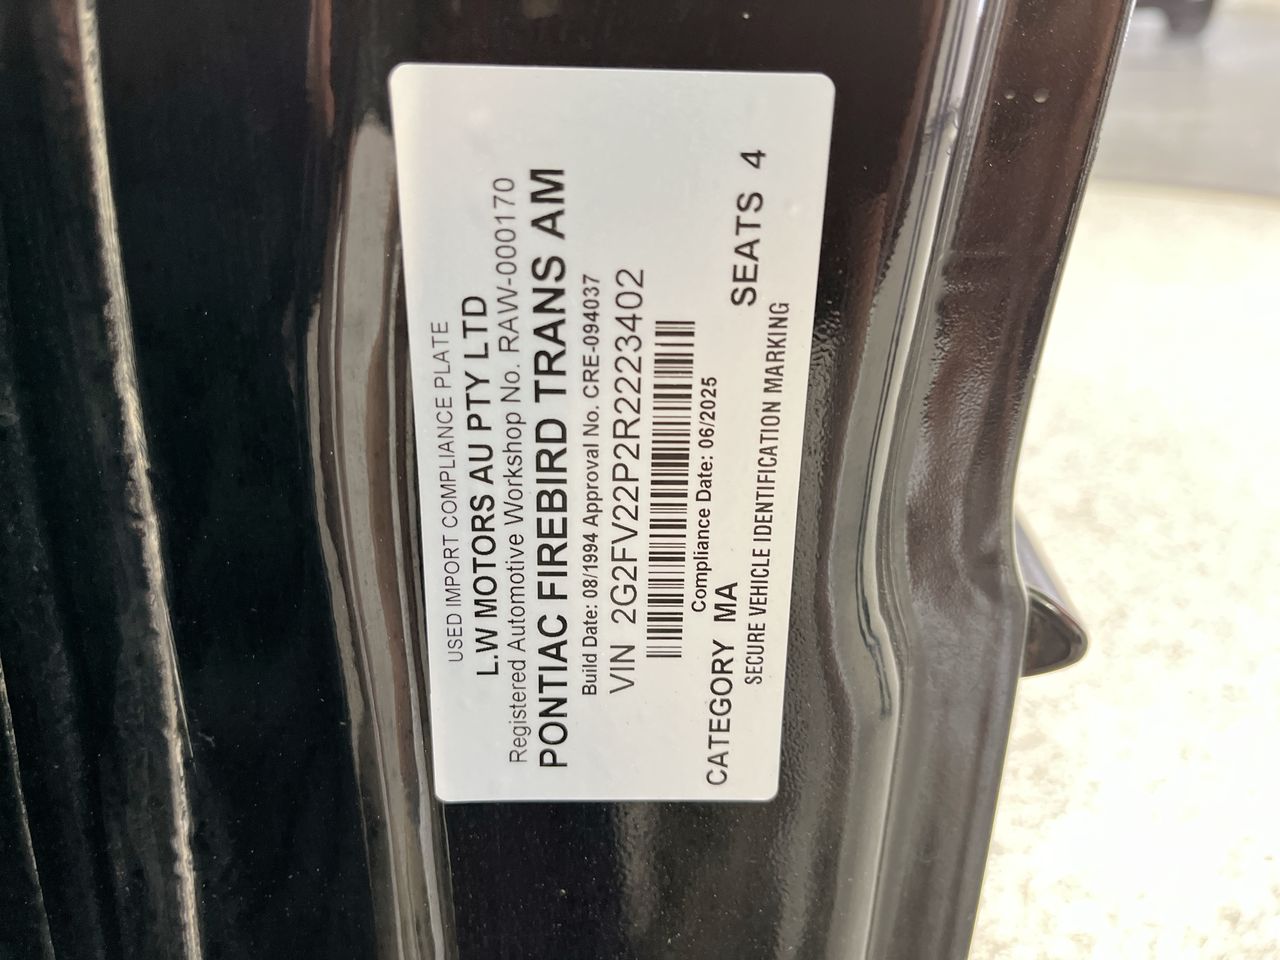 USED IMPORT COMPLIANCE PLATE
L.W MOTORS AU PTY LTD
Registered Automotive Workshop No. RAW-000170
PONTIAC FIREBIRD TRANS AM
Build Date: 08/1994 Approval No. CRE-094037
VIN 2G2FV22P2R2223402
Compliance Date: 06/2025
CATEGORY MA SEATS 4
SECURE VEHICLE IDENTIFICATION MARKING